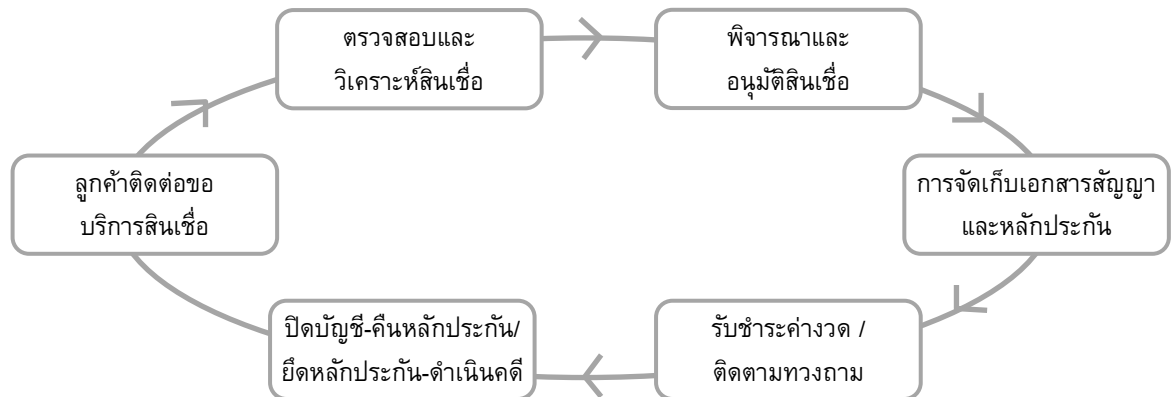 ตรวจสอบและ
วิเคราะห์สินเชื่อ
พิจารณาและ
อนุมัติสินเชื่อ
ลูกค้าติดต่อขอ
บริการสินเชื่อ
การจัดเก็บเอกสารสัญญา
และหลักประกัน
ปิดบัญชี-คืนหลักประกัน/
ยึดหลักประกัน-ดำเนินคดี
รับชำระค่างวด /
ติดตามทวงถาม